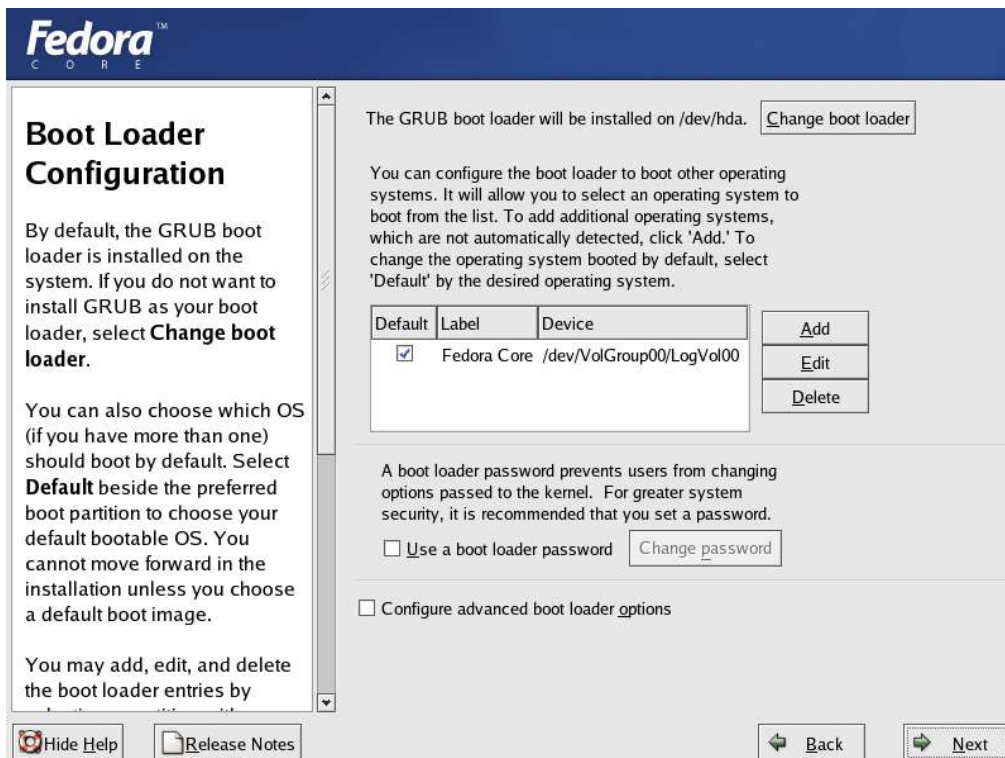 Fedora™
CORE
Boot Loader
Configuration
By default, the GRUB boot
loader is installed on the
system. If you do not want to
install GRUB as your boot
loader, select Change boot
loader.
You can also choose which OS
(if you have more than one)
should boot by default. Select
Default beside the preferred
boot partition to choose your
default bootable OS. You
cannot move forward in the
installation unless you choose
a default boot image.
You may add, edit, and delete
the boot loader entries by
The GRUB boot loader will be installed on /dev/hda. Change boot loader
You can configure the boot loader to boot other operating
systems. It will allow you to select an operating system to
boot from the list. To add additional operating systems,
which are not automatically detected, click 'Add.' To
change the operating system booted by default, select
'Default' by the desired operating system.
Default Label Device
Fedora Core /dev/VolGroup00/LogVol00
Add
Edit
Delete
A boot loader password prevents users from changing
options passed to the kernel. For greater system
security, it is recommended that you set a password.
Use a boot loader password Change password
Configure advanced boot loader options
Hide Help Release Notes Back Next